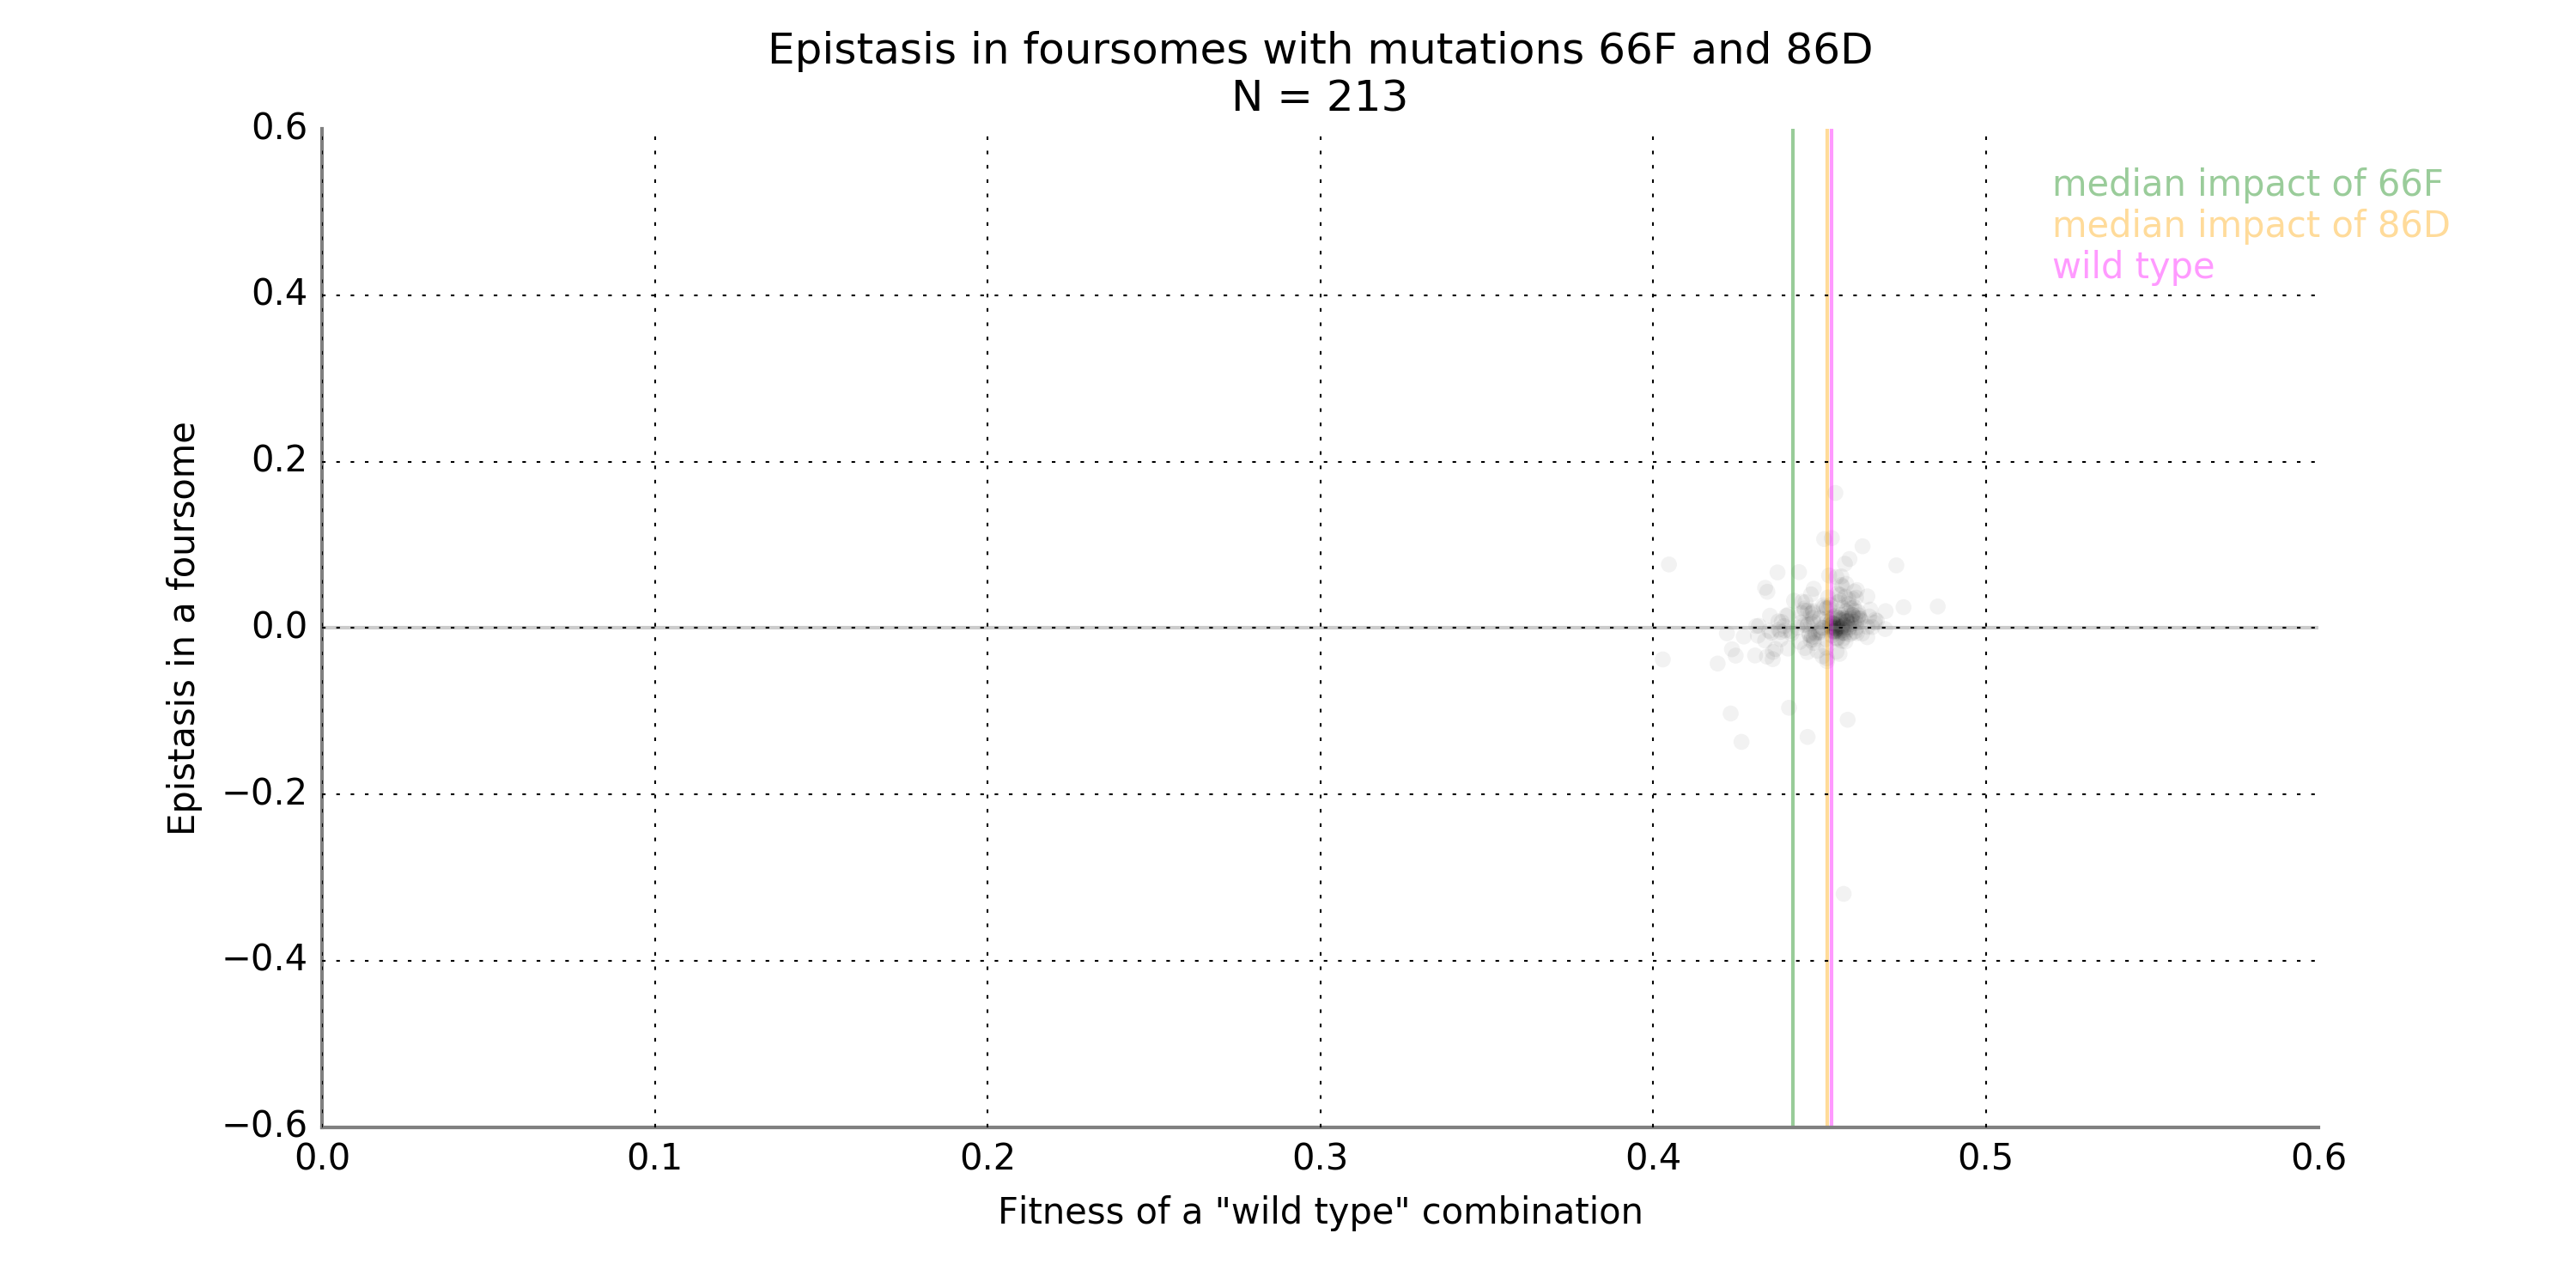 Epistasis in foursomes with mutations 66F and 86D
N = 213
0.6
0.4
0.2
0.0
−0.2
−0.4
−0.6
Epistasis in a foursome
median impact of 66F
median impact of 86D
wild type
0.0 0.1 0.2 0.3 0.4 0.5 0.6
Fitness of a "wild type" combination